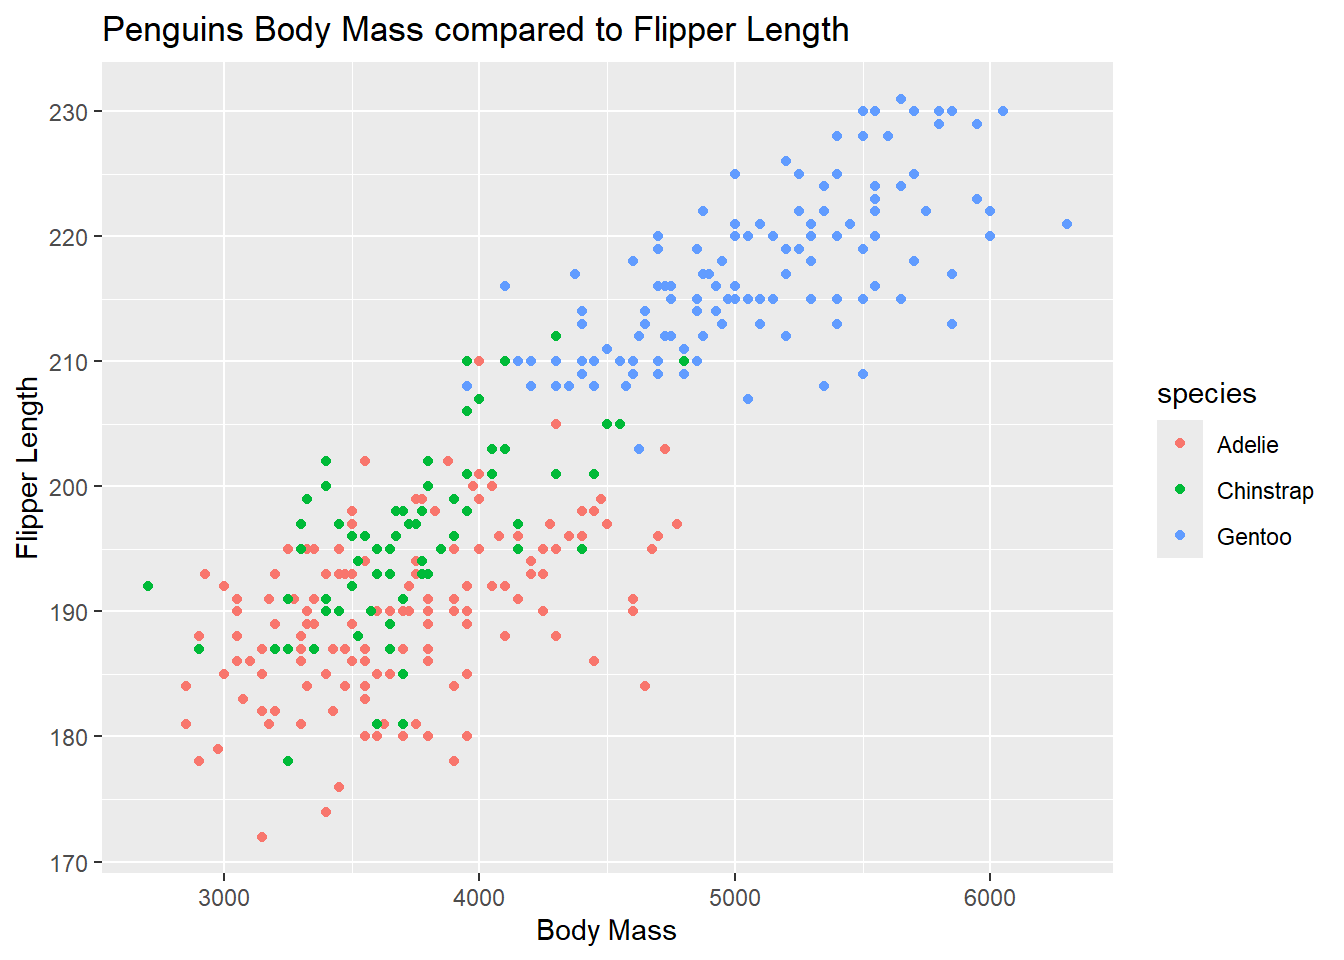 Penguins Body Mass compared to Flipper Length
230
220
210
200
190
180
170
Flipper Length
3000
4000
5000
6000
Body Mass
species
Adelie
Chinstrap
Gentoo